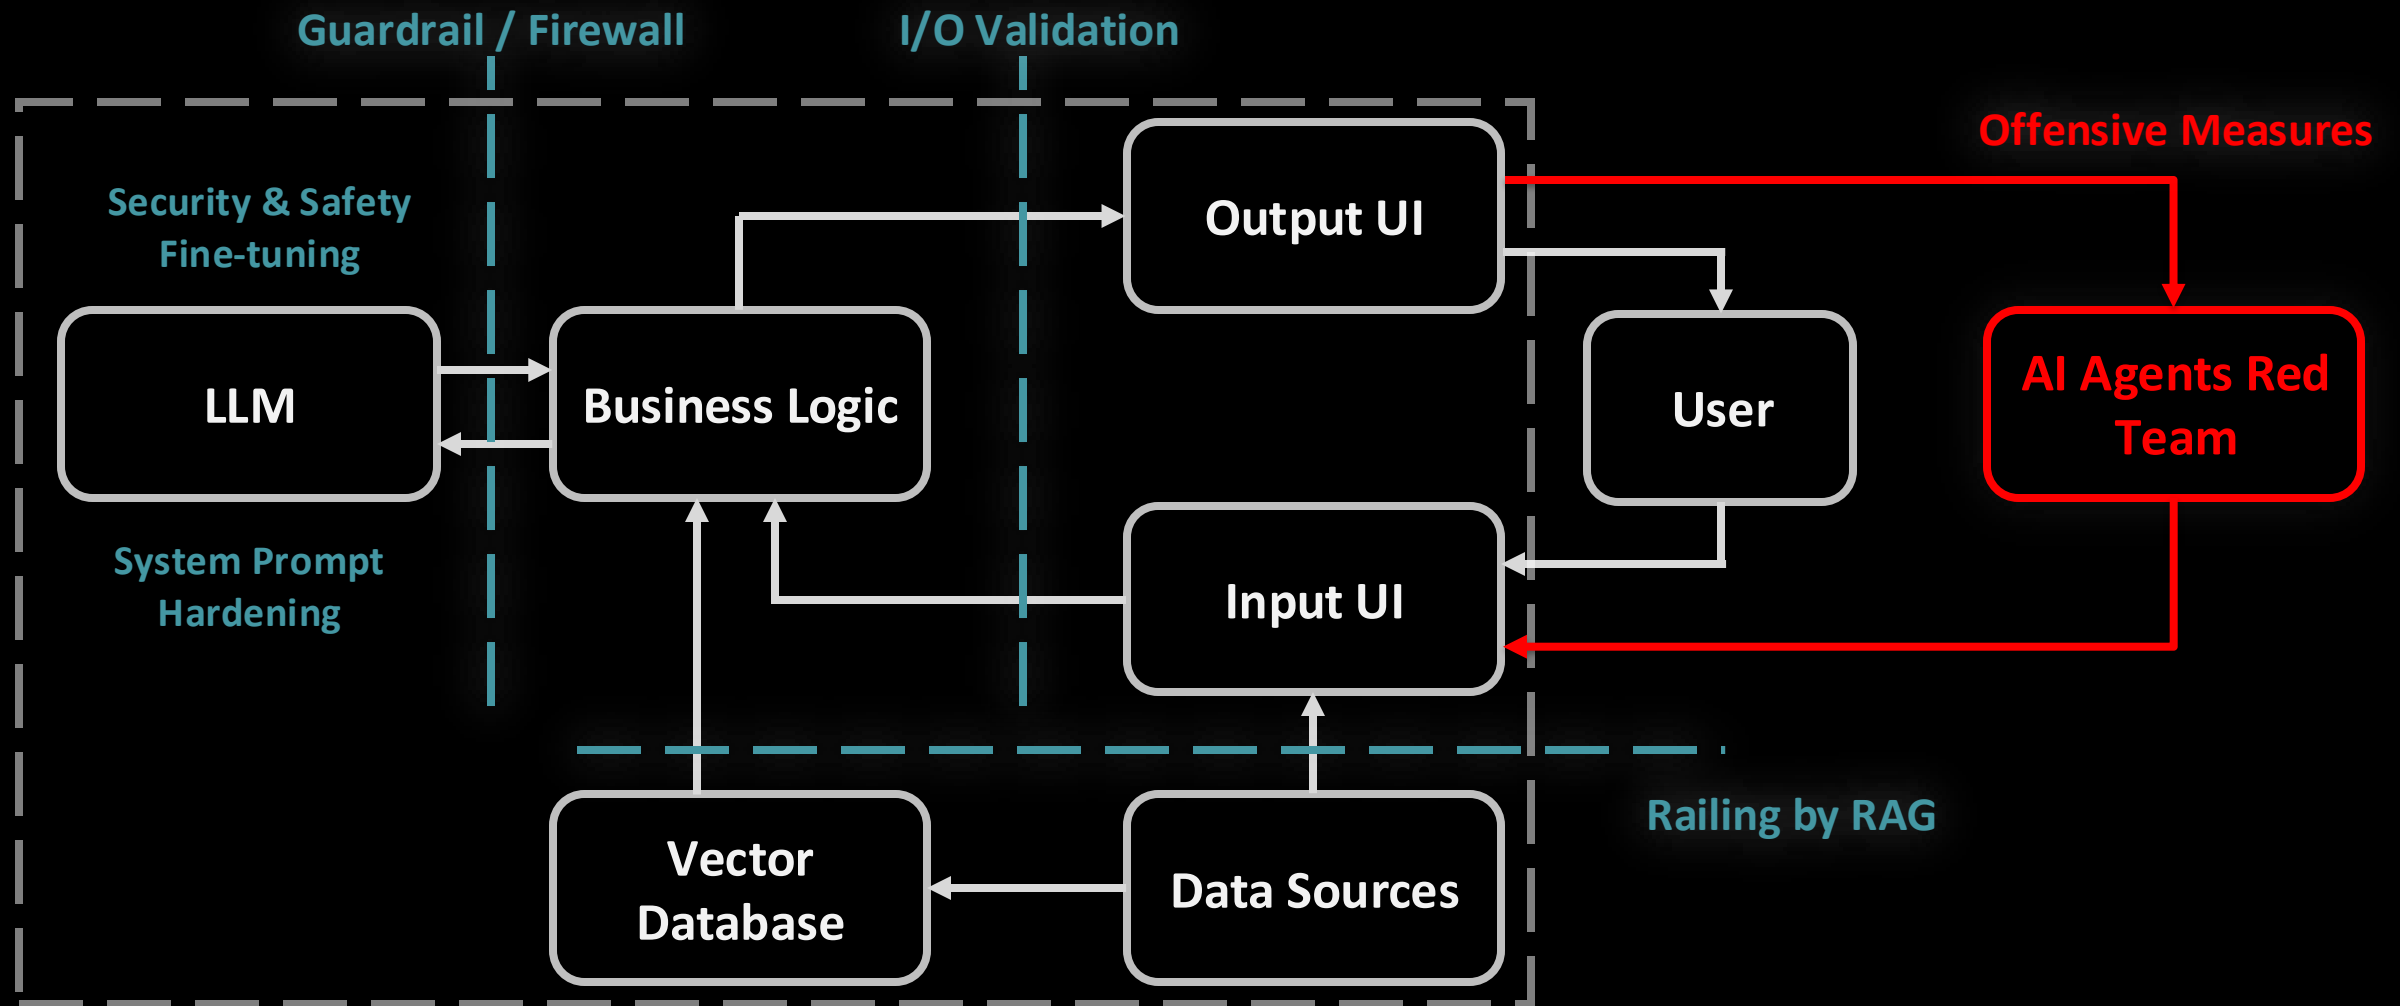 Guardrail / Firewall
I/O Validation
Offensive Measures
Security & Safety
Fine-tuning
Output UI
LLM
Business Logic
User
AI Agents Red
Team
System Prompt
Hardening
Input UI
Railing by RAG
Vector
Database
Data Sources